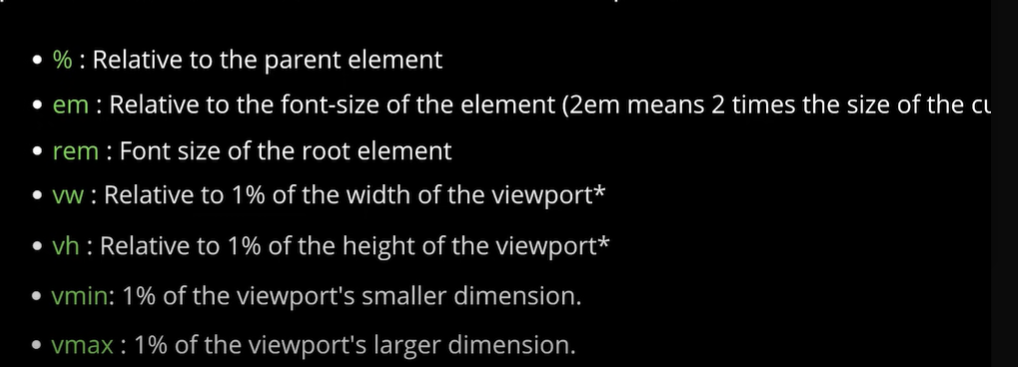 • % : Relative to the parent element
• em : Relative to the font-size of the element (2em means 2 times the size of the
• rem : Font size of the root element
• vw : Relative to 1% of the width of the viewport*
• vh : Relative to 1% of the height of the viewport*
• vmin: 1% of the viewport's smaller dimension.
• vmax : 1% of the viewport's larger dimension.